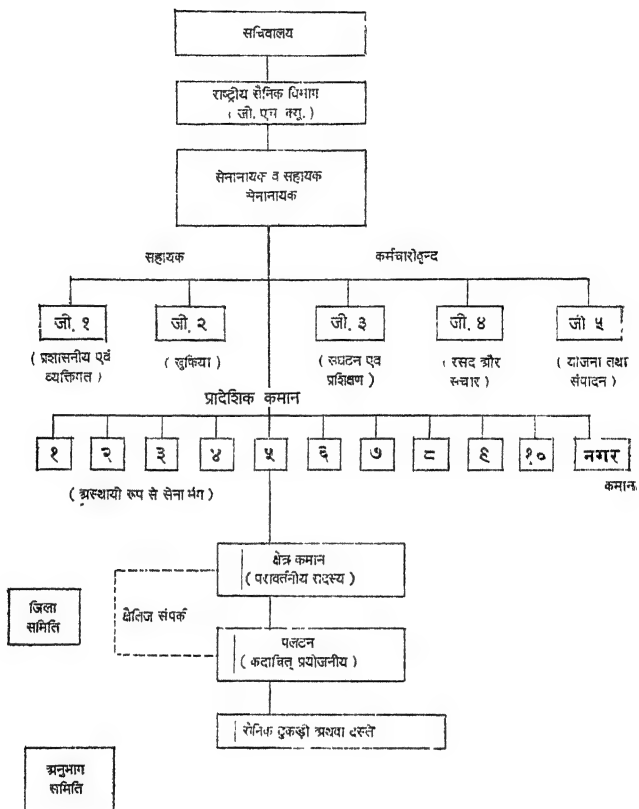 सचिवालय
राष्ट्रीय सैनिक विभाग
( जी. एच क्यू. )
सेनानायक व सहायक
सेनानायक
सहायक कर्मचारीवृन्द
जी. १ जी. २ जी. ३ जी. ४ जी ५
( प्रशासनीय एवं
व्यक्तिगत )
( खुफिया )
( संघटन एव
प्रशिक्षण )
( रसद और
संचार )
( योजना तथा
संपादन )
प्रादेशिक कमान
१ २ ३ ४ ५ ६ ७ ८ ९ १० नगर
कमान
( अस्थायी रूप से सेना भंग )
क्षेत्र कमान
( परावर्तनीय सदस्य )
जिला
समिति
क्षैतिज संपर्क
पलटन
( कदाचित् प्रयोजनीय )
सैनिक टुकड़ी अथवा दस्ते
अनुभाग
समिति